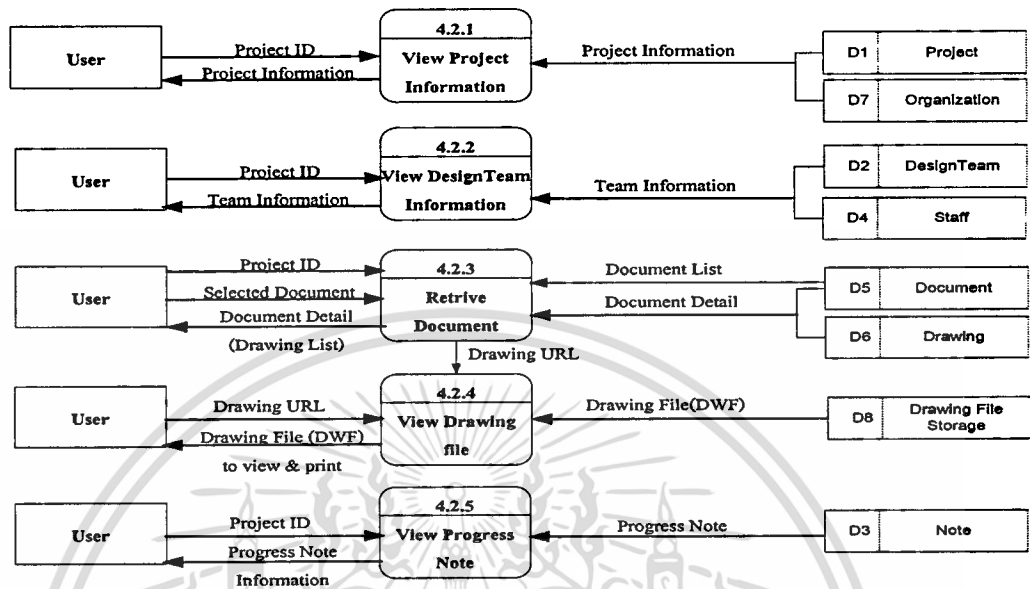 4.2.1
User
Project ID
View Project
Information
Project Information
Project Information
D1 Project
D7 Organization
4.2.2
User
Project ID
View DesignTeam
Information
Team Information
Team Information
D2 DesignTeam
D4 Staff
4.2.3
User
Project ID
Selected Document
Document Detail
(Drawing List)
Retrive
Document
Document List
Document Detail
D5 Document
D6 Drawing
Drawing URL
4.2.4
User
Drawing URL
Drawing File (DWF)
to view & print
View Drawing
file
Drawing File(DWF)
D8 Drawing File
Storage
4.2.5
User
Project ID
Progress Note
Information
View Progress
Note
Progress Note
D3 Note